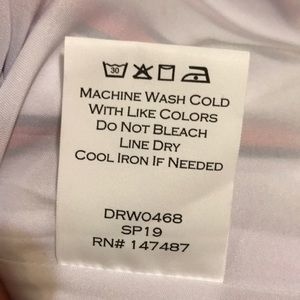 30
MACHINE WASH COLD
WITH LIKE COLORS
DO NOT BLEACH
LINE DRY
COOL IRON IF NEEDED
DRW0468
SP19
RN# 147487